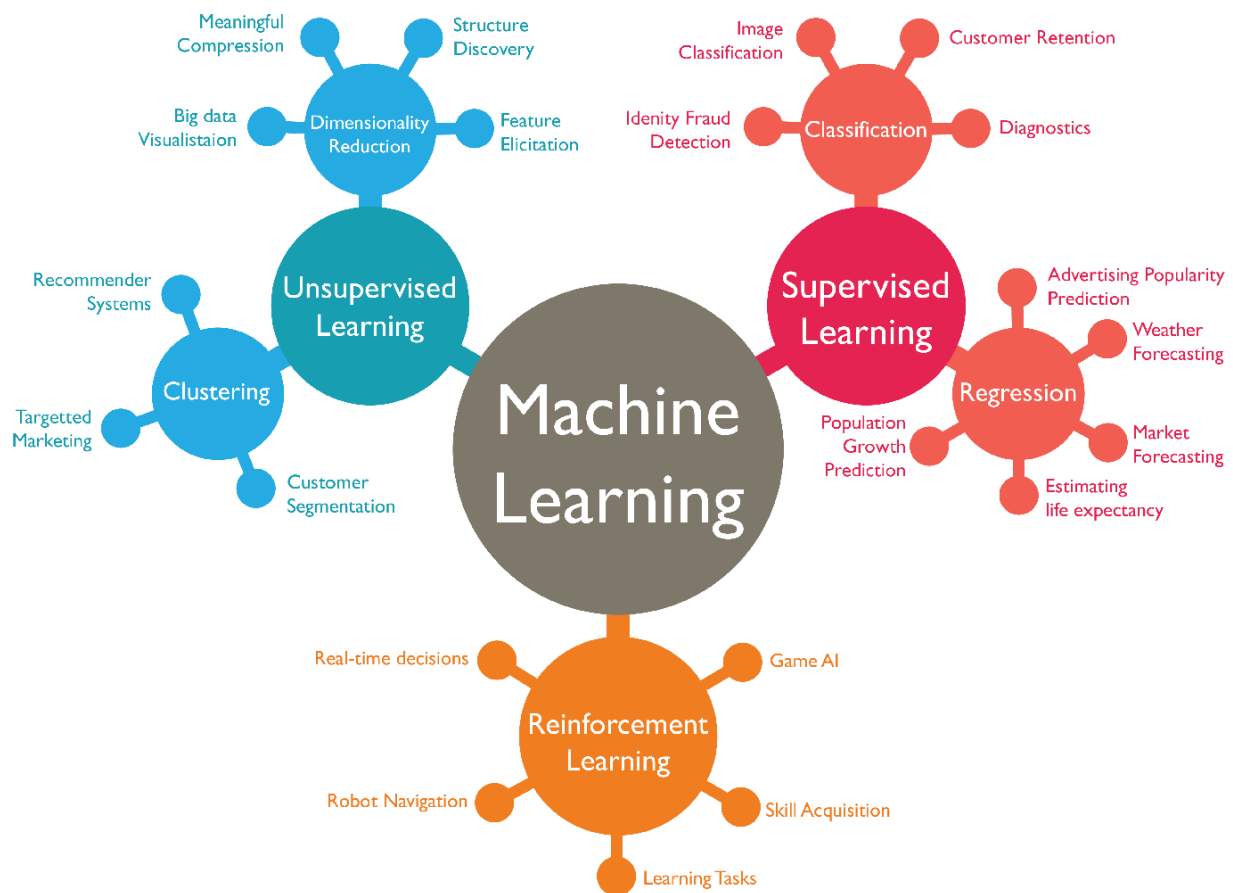 Meaningful
Compression
Structure
Discovery
Big data
Visualistaion
Dimensionality
Reduction
Feature
Elicitation
Image
Classification
Customer Retention
Idenity Fraud
Detection
Classification
Diagnostics
Unsupervised
Learning
Recommender
Systems
Clustering
Targetted
Marketing
Customer
Segmentation
Supervised
Learning
Advertising Popularity
Prediction
Weather
Forecasting
Regression
Population
Growth
Prediction
Market
Forecasting
Estimating
life expectancy
Machine
Learning
Real-time decisions
Game AI
Reinforcement
Learning
Robot Navigation
Skill Acquisition
Learning Tasks